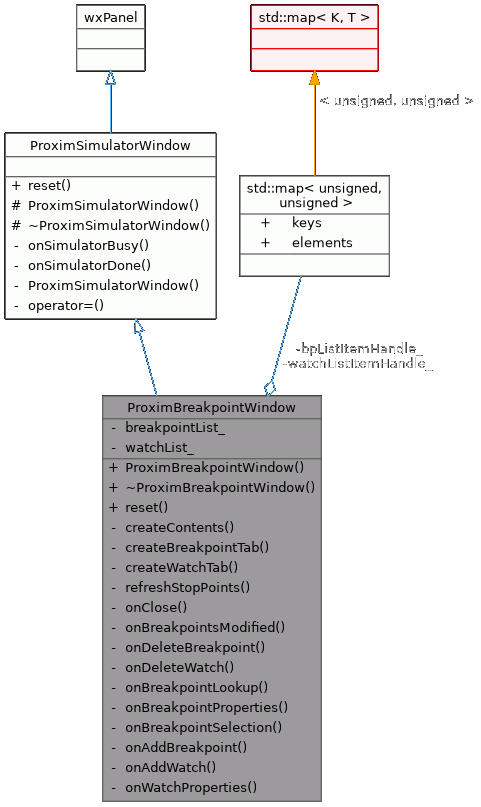 wxPanel
std::map< K, T >
< unsigned, unsigned >
ProximSimulatorWindow
+ reset()
# ProximSimulatorWindow()
# ~ProximSimulatorWindow()
- onSimulatorBusy()
- onSimulatorDone()
- ProximSimulatorWindow()
- operator=()
std::map< unsigned,
unsigned >
+ keys
+ elements
-bpListItemHandle_
-watchListItemHandle_
ProximBreakpointWindow
- breakpointList_
- watchList_
+ ProximBreakpointWindow()
+ ~ProximBreakpointWindow()
+ reset()
- createContents()
- createBreakpointTab()
- createWatchTab()
- refreshStopPoints()
- onClose()
- onBreakpointsModified()
- onDeleteBreakpoint()
- onDeleteWatch()
- onBreakpointLookup()
- onBreakpointProperties()
- onBreakpointSelection()
- onAddBreakpoint()
- onAddWatch()
- onWatchProperties()